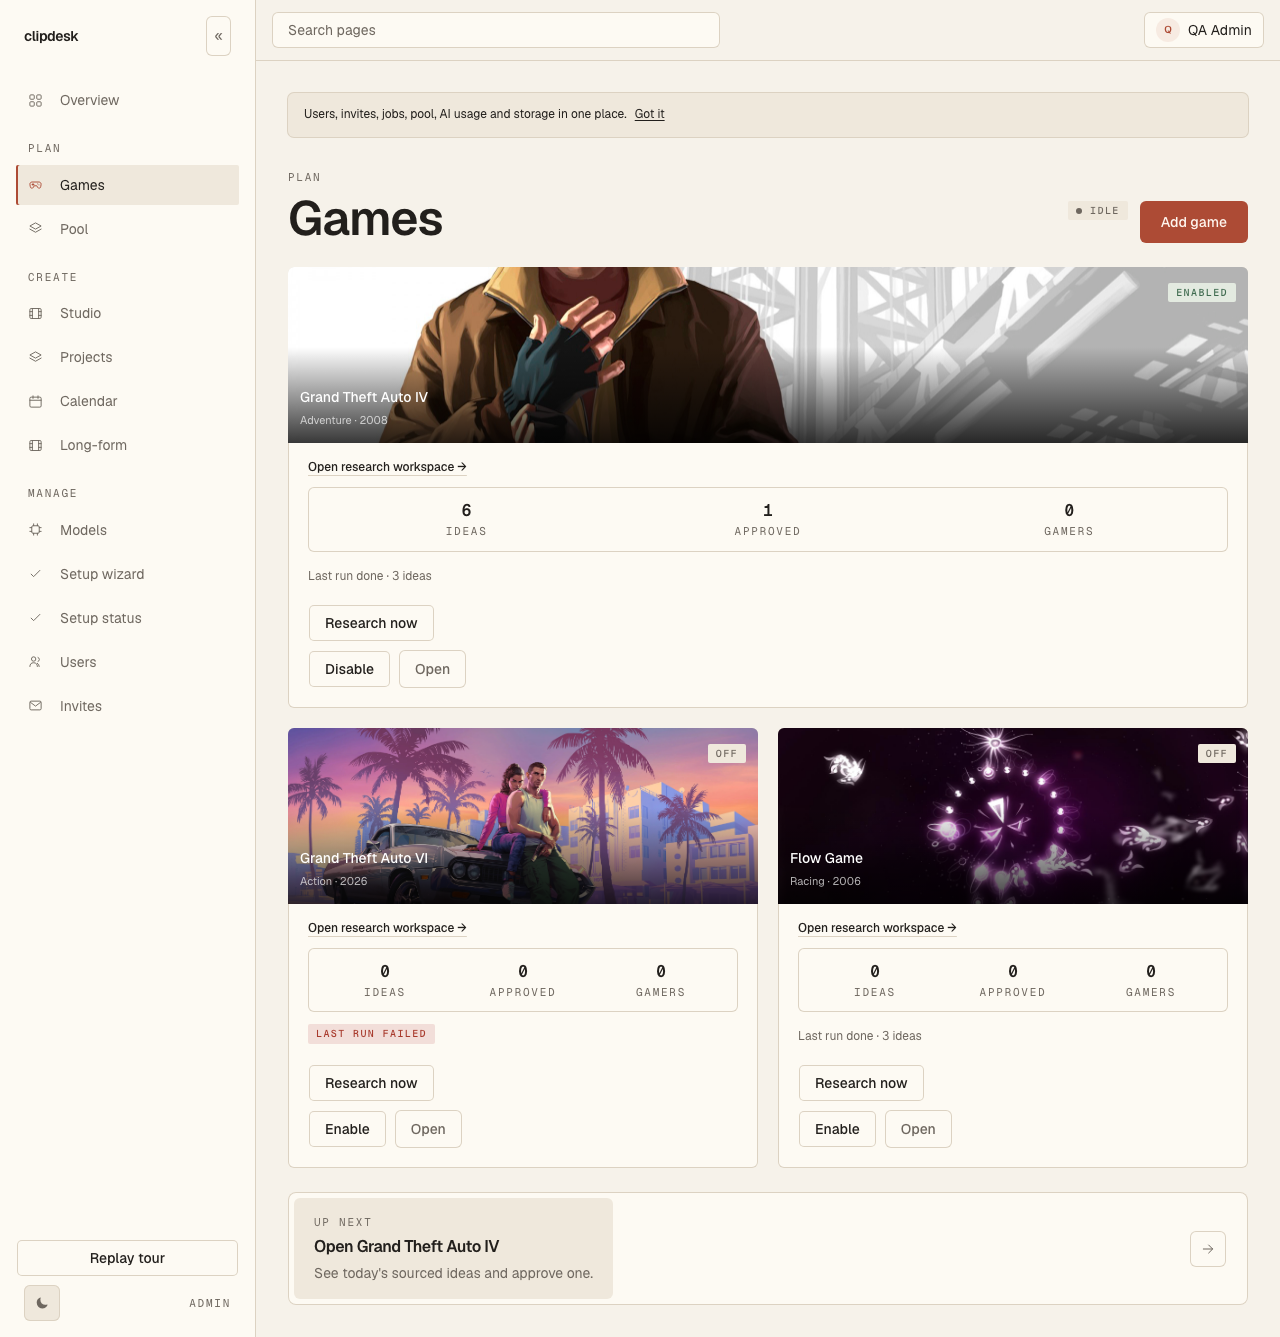 clipdesk
«
Overview
PLAN
Games
Pool
CREATE
Studio
Projects
Calendar
Long-form
MANAGE
Models
Setup wizard
Setup status
Users
Invites
Replay tour
ADMIN
Search pages
Q QA Admin
Users, invites, jobs, pool, AI usage and storage in one place. Got it
PLAN
Games
IDLE
Add game
ENABLED
Grand Theft Auto IV
Adventure · 2008
Open research workspace →
6 1 0
IDEAS APPROVED GAMERS
Last run done · 3 ideas
Research now
Disable Open
OFF
Grand Theft Auto VI
Action · 2026
Open research workspace →
0 0 0
IDEAS APPROVED GAMERS
LAST RUN FAILED
Research now
Enable Open
OFF
Flow Game
Racing · 2006
Open research workspace →
0 0 0
IDEAS APPROVED GAMERS
Last run done · 3 ideas
Research now
Enable Open
UP NEXT
Open Grand Theft Auto IV
See today's sourced ideas and approve one.
→